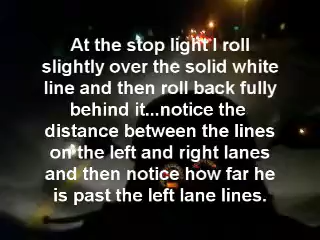 At the stop light I roll
slightly over the solid white
line and then roll back fully
behind it...notice the
distance between the lines
on the left and right lanes
and then notice how far he
is past the left lane lines.